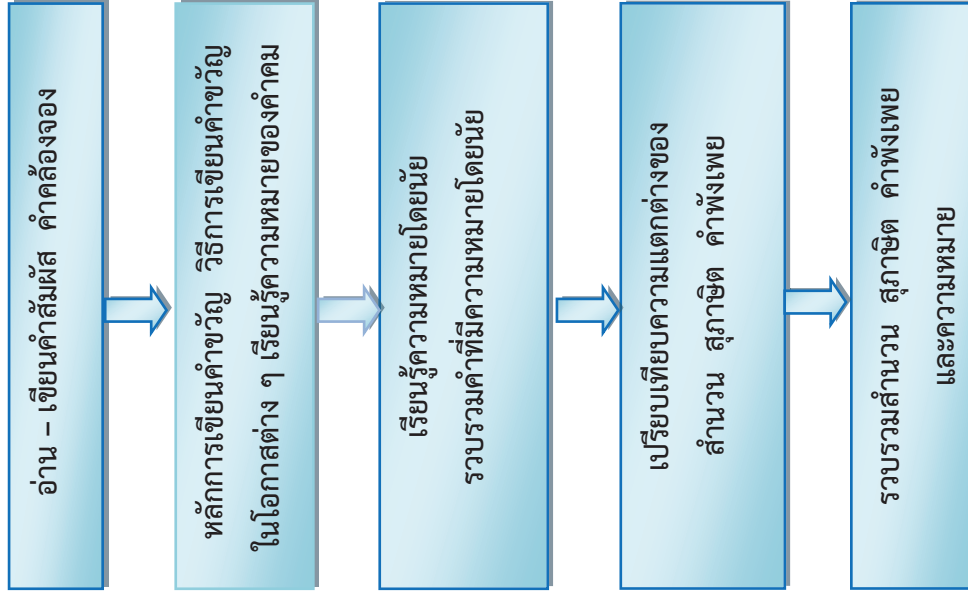 อ่าน – เขียนคำสัมผัส คำคล้องจอง
หลักการเขียนคำขวัญ วิธีการเขียนคำขวัญ
ในโอกาสต่าง ๆ เรียนรู้ความหมายของคำคม
เรียนรู้ความหมายโดยนัย
รวบรวมคำที่มีความหมายโดยนัย
เปรียบเทียบความแตกต่างของ
สำนวน สุภาษิต คำพังเพย
รวบรวมสำนวน สุภาษิต คำพังเพย
และความหมาย